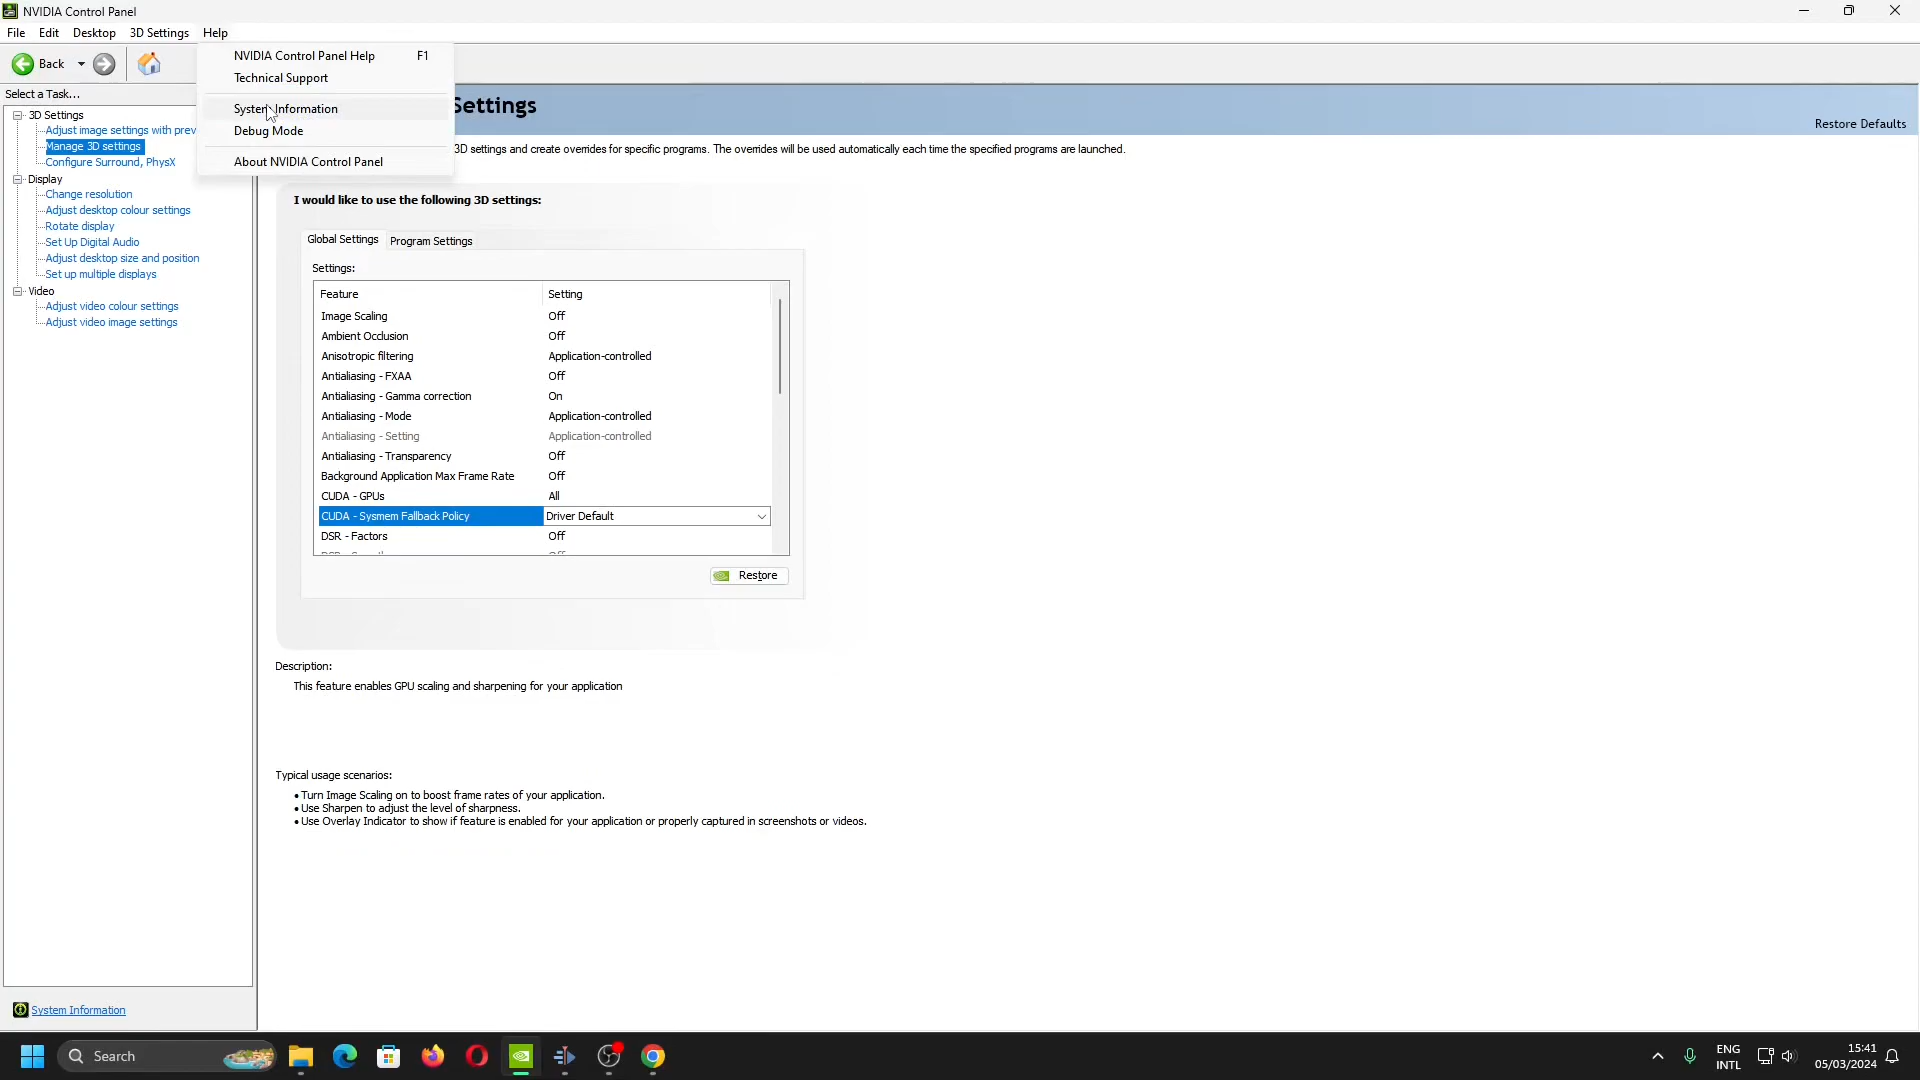 NVIDIA Control Panel
File Edit Desktop 3D Settings Help
Back
NVIDIA Control Panel Help F1
Technical Support
System Information
Debug Mode
About NVIDIA Control Panel
Select a Task...
3D Settings
Adjust image settings with prev
Manage 3D settings
Configure Surround, PhysX
Display
Change resolution
Adjust desktop colour settings
Rotate display
Set Up Digital Audio
Adjust desktop size and position
Set up multiple displays
Video
Adjust video colour settings
Adjust video image settings
System Information
Settings
Restore Defaults
3D settings and create overrides for specific programs. The overrides will be used automatically each time the specified programs are launched.
I would like to use the following 3D settings:
Global Settings Program Settings
Settings:
Feature Setting
Image Scaling Off
Ambient Occlusion Off
Anisotropic filtering Application-controlled
Antialiasing - FXAA Off
Antialiasing - Gamma correction On
Antialiasing - Mode Application-controlled
Antialiasing - Setting Application-controlled
Antialiasing - Transparency Off
Background Application Max Frame Rate Off
CUDA - GPUs All
CUDA - Sysmem Fallback Policy Driver Default
DSR - Factors Off
Restore
Description:
This feature enables GPU scaling and sharpening for your application
Typical usage scenarios:
• Turn Image Scaling on to boost frame rates of your application.
• Use Sharpen to adjust the level of sharpness.
• Use Overlay Indicator to show if feature is enabled for your application or properly captured in screenshots or videos.
Search
ENG
INTL
15:41
05/03/2024